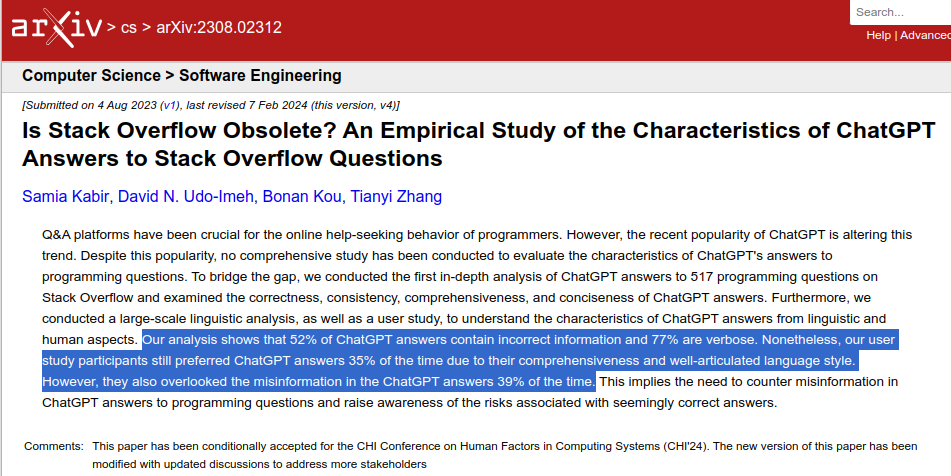 arXiv > cs > arXiv:2308.02312
Search...
Help | Advanced
Computer Science > Software Engineering
[Submitted on 4 Aug 2023 (v1), last revised 7 Feb 2024 (this version, v4)]
Is Stack Overflow Obsolete? An Empirical Study of the Characteristics of ChatGPT
Answers to Stack Overflow Questions
Samia Kabir, David N. Udo-Imeh, Bonan Kou, Tianyi Zhang
Q&A platforms have been crucial for the online help-seeking behavior of programmers. However, the recent popularity of ChatGPT is altering this
trend. Despite this popularity, no comprehensive study has been conducted to evaluate the characteristics of ChatGPT's answers to
programming questions. To bridge the gap, we conducted the first in-depth analysis of ChatGPT answers to 517 programming questions on
Stack Overflow and examined the correctness, consistency, comprehensiveness, and conciseness of ChatGPT answers. Furthermore, we
conducted a large-scale linguistic analysis, as well as a user study, to understand the characteristics of ChatGPT answers from linguistic and
human aspects. Our analysis shows that 52% of ChatGPT answers contain incorrect information and 77% are verbose. Nonetheless, our user
study participants still preferred ChatGPT answers 35% of the time due to their comprehensiveness and well-articulated language style.
However, they also overlooked the misinformation in the ChatGPT answers 39% of the time. This implies the need to counter misinformation in
ChatGPT answers to programming questions and raise awareness of the risks associated with seemingly correct answers.
Comments: This paper has been conditionally accepted for the CHI Conference on Human Factors in Computing Systems (CHI'24). The new version of this paper has been
modified with updated discussions to address more stakeholders